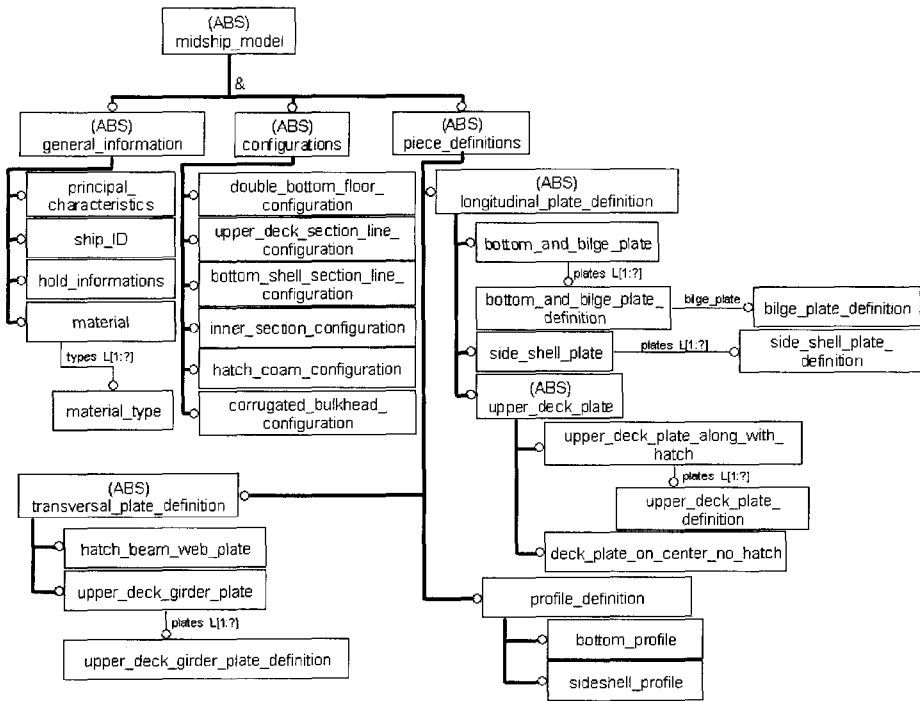 (ABS)
midship_model
&
(ABS)
general_information
(ABS)
configurations
(ABS)
piece_definitions
principal_
characteristics
ship_ID
hold_informations
material
types L[1:?]
material_type
double_bottom_floor_
configuration
upper_deck_section_line_
configuration
bottom_shell_section_line_
configuration
inner_section_configuration
hatch_coam_configuration
corrugated_bulkhead_
configuration
(ABS)
longitudinal_plate_definition
bottom_and_bilge_plate
plates L[1:?]
bottom_and_bilge_plate_
definition
bilge_plate
bilge_plate_definition
side_shell_plate
plates L[1:?]
side_shell_plate_
definition
(ABS)
upper_deck_plate
upper_deck_plate_along_with_
hatch
plates L[1:?]
upper_deck_plate_
definition
deck_plate_on_center_no_hatch
(ABS)
transversal_plate_definition
hatch_beam_web_plate
upper_deck_girder_plate
plates L[1:?]
upper_deck_girder_plate_definition
profile_definition
bottom_profile
sideshell_profile